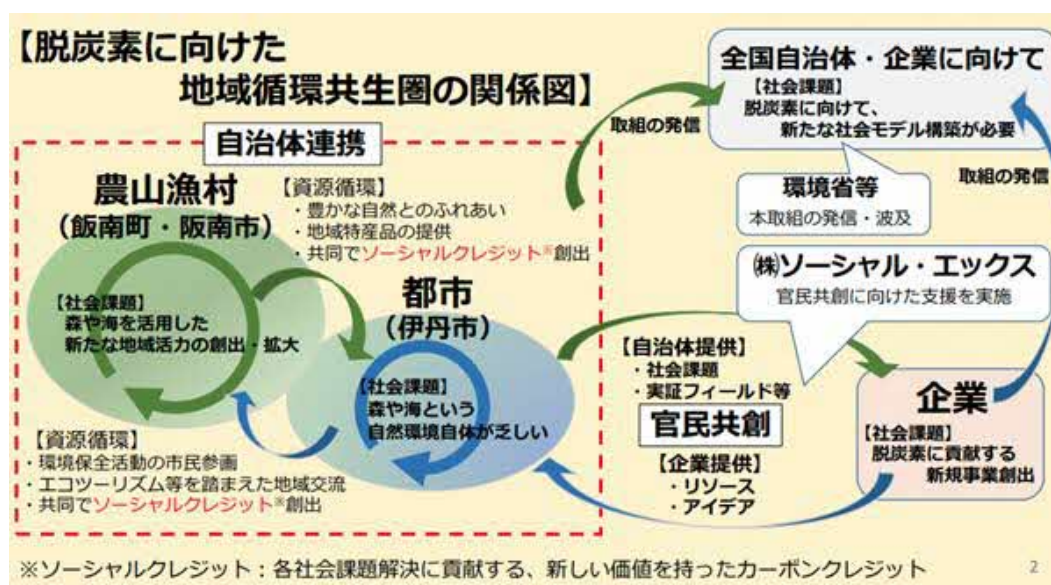 【脱炭素に向けた
地域循環共生圏の関係図】
自治体連携
農山漁村
（飯南町・阪南市）
【資源循環】
・豊かな自然とのふれあい
・地域特産品の提供
・共同でソーシャルクレジット※創出
【社会課題】
森や海を活用した
新たな地域活力の創出・拡大
都市
（伊丹市）
【社会課題】
森や海という
自然環境自体が乏しい
【資源循環】
・環境保全活動の市民参画
・エコツーリズム等を踏まえた地域交流
・共同でソーシャルクレジット※創出
取組の発信
全国自治体・企業に向けて
【社会課題】
脱炭素に向けて、
新たな社会モデル構築が必要
取組の発信
環境省等
本取組の発信・波及
㈱ソーシャル・エックス
官民共創に向けた支援を実施
【自治体提供】
・社会課題
・実証フィールド等
官民共創
【企業提供】
・リソース
・アイデア
企業
【社会課題】
脱炭素に貢献する
新規事業創出
※ソーシャルクレジット：各社会課題解決に貢献する、新しい価値を持ったカーボンクレジット
2